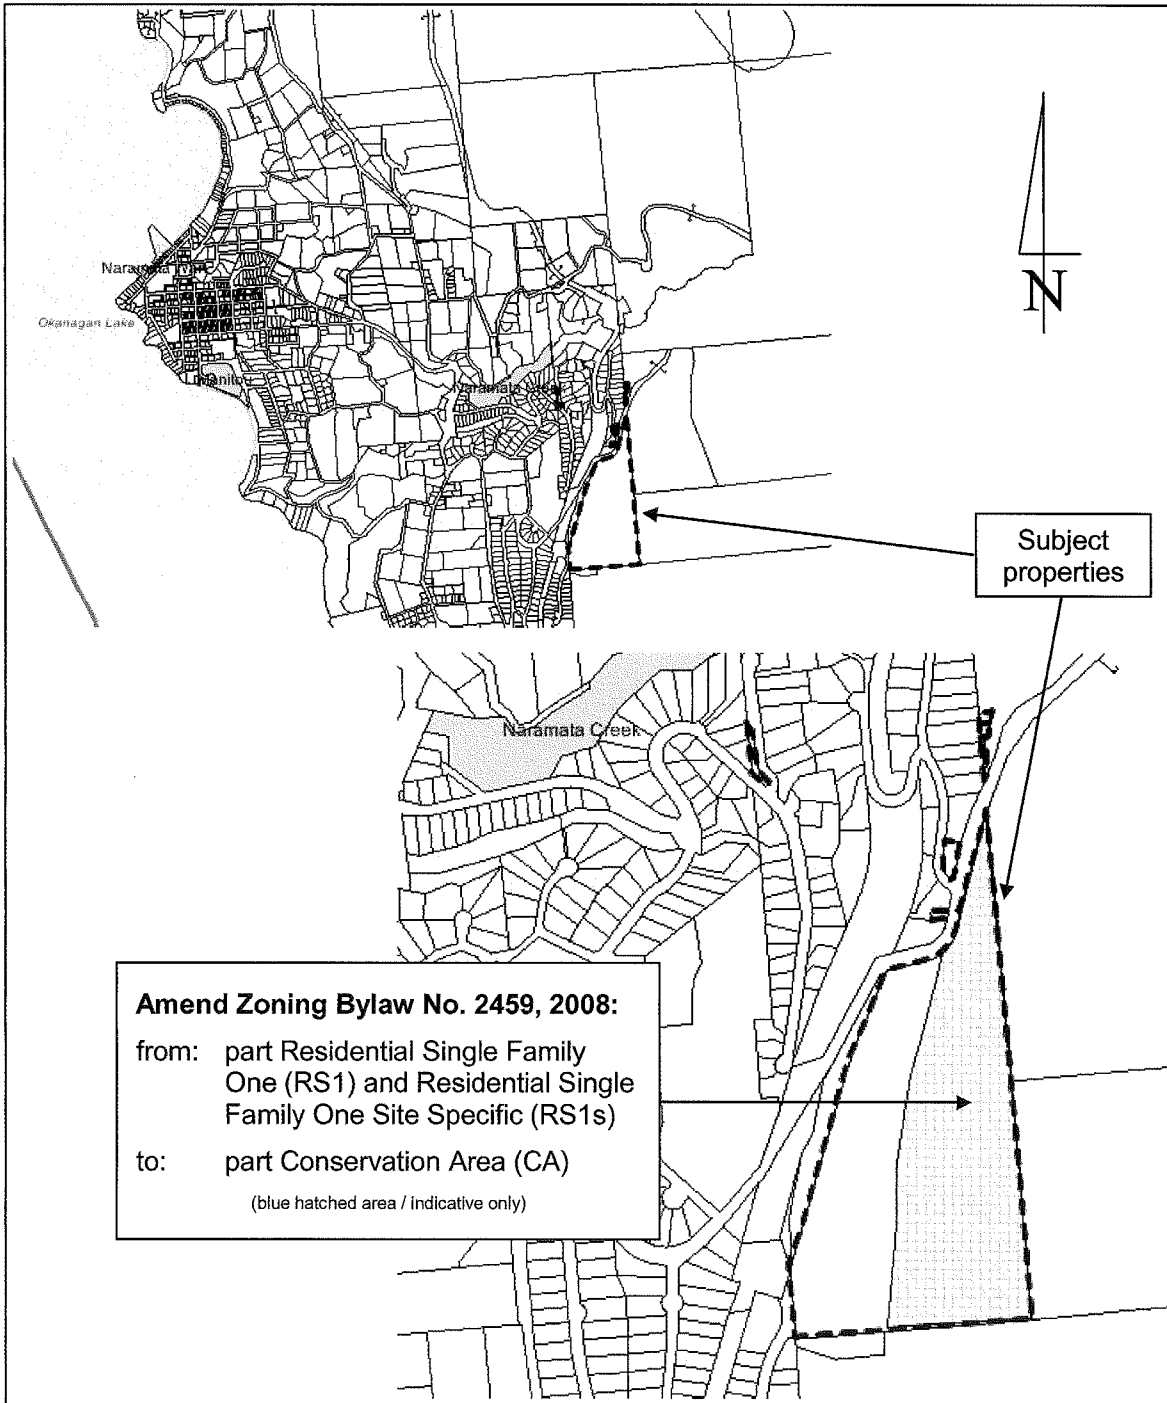 Naramata
Okanagan Lake
Manitou
Naramata Creek
N
Subject
properties
Naramata Creek
Amend Zoning Bylaw No. 2459, 2008:
from: part Residential Single Family
One (RS1) and Residential Single
Family One Site Specific (RS1s)
to: part Conservation Area (CA)
(blue hatched area / indicative only)